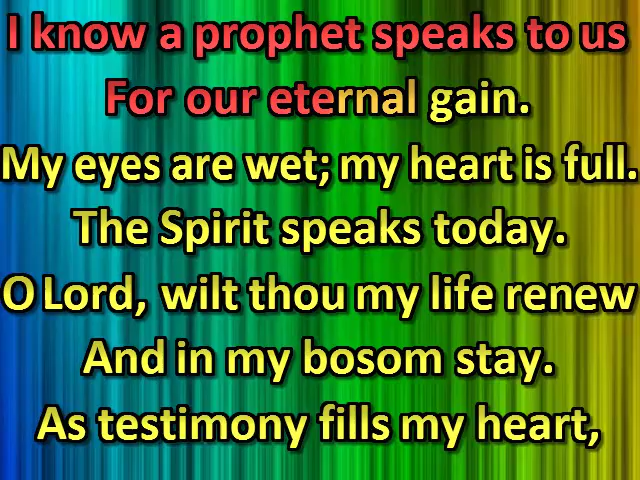 I know a prophet speaks to us
For our eternal gain.
My eyes are wet; my heart is full.
The Spirit speaks today.
O Lord, wilt thou my life renew
And in my bosom stay.
As testimony fills my heart,